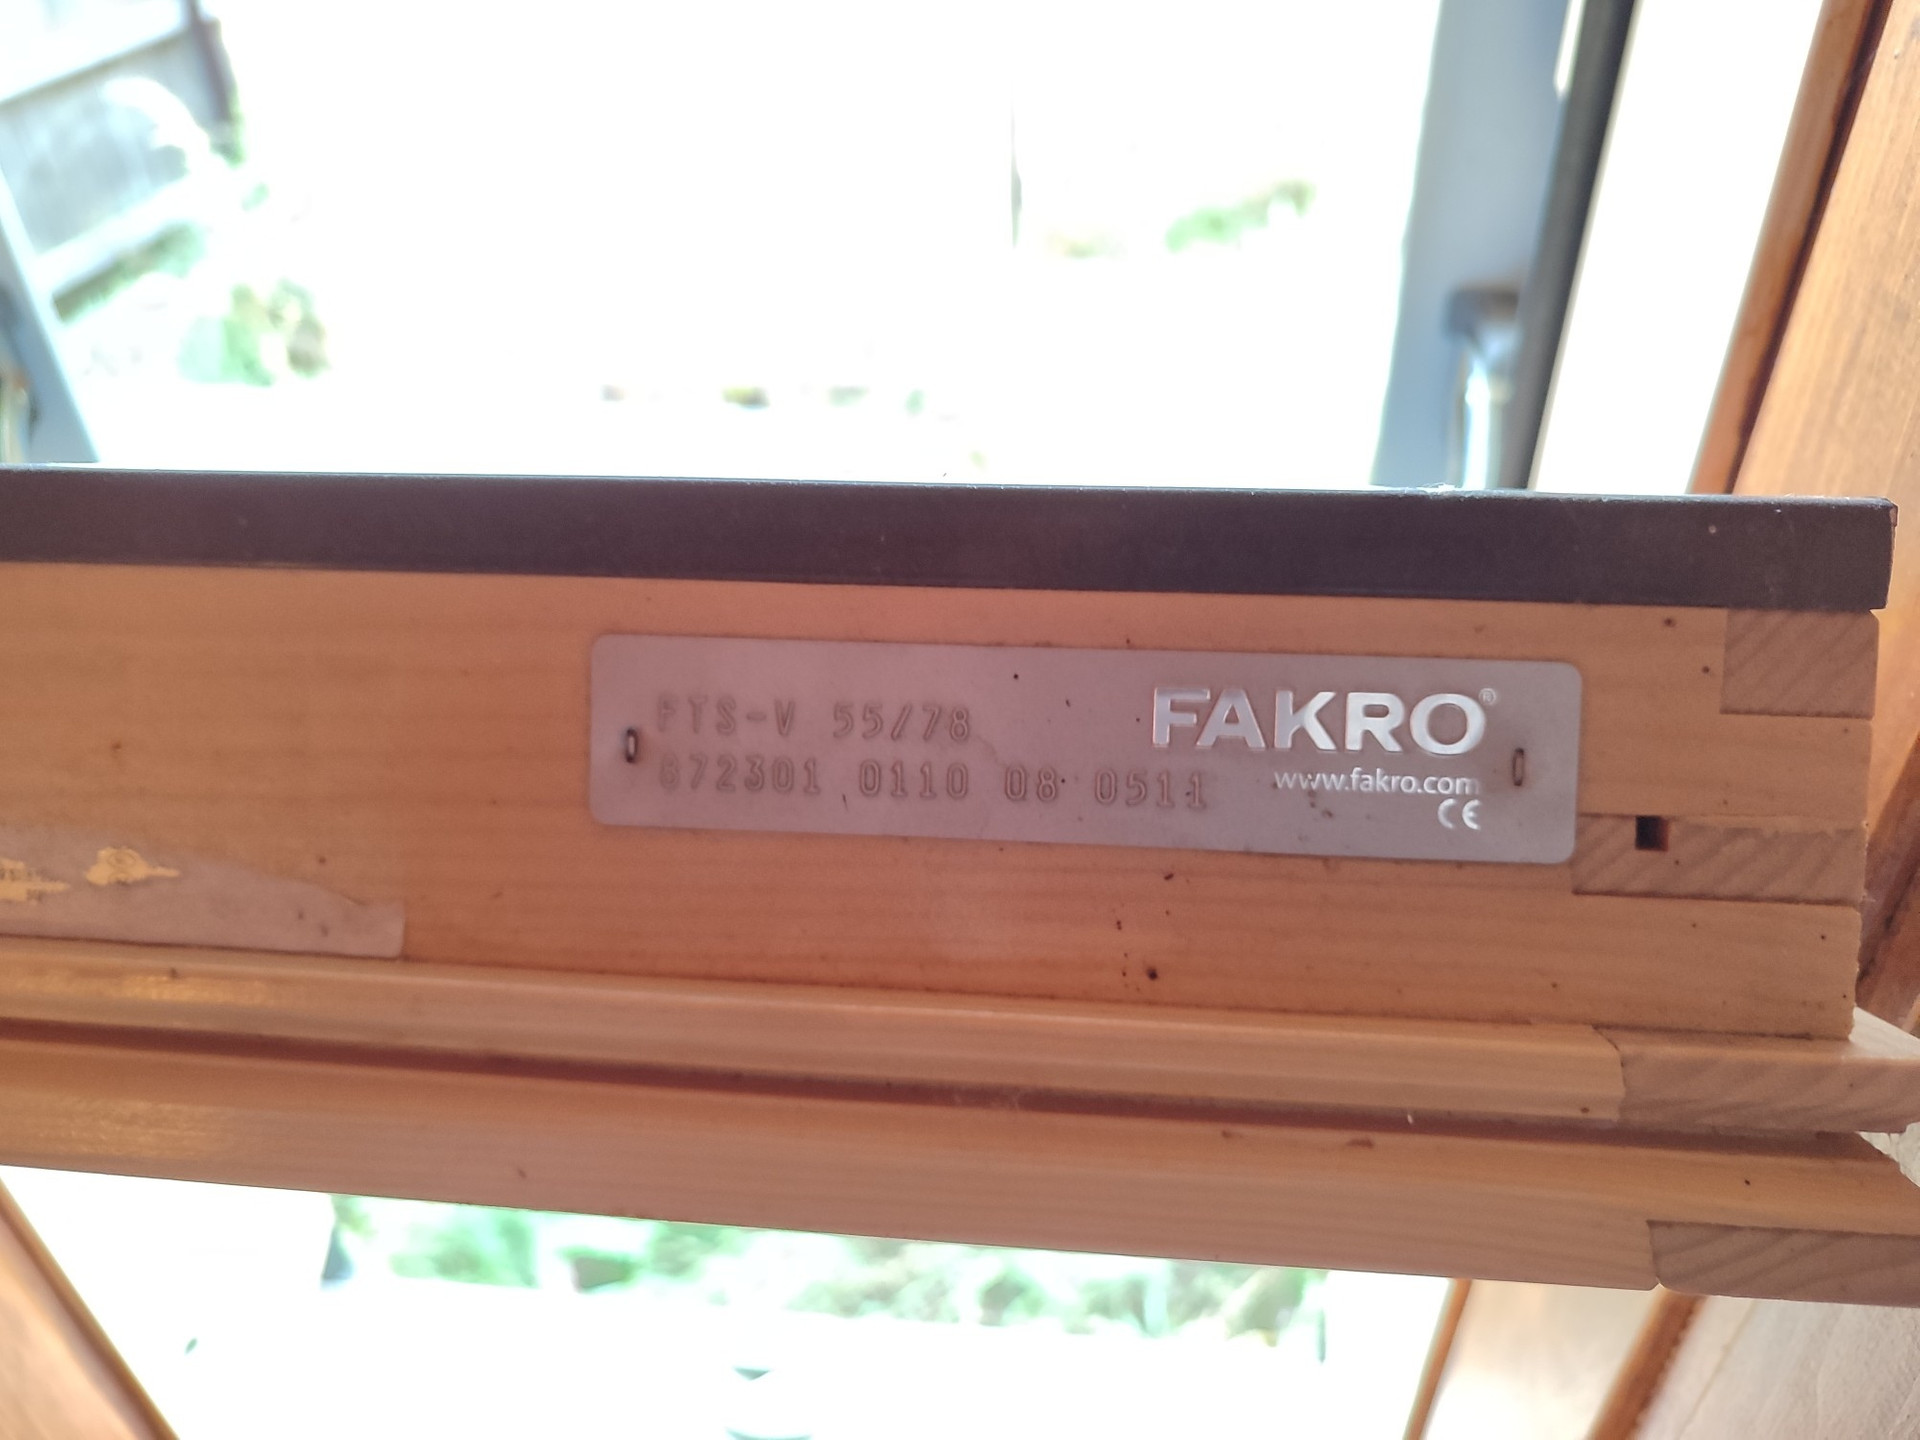 FTS-V 55/78
872301 0110 08 0511
FAKRO®
www.fakro.com
CE